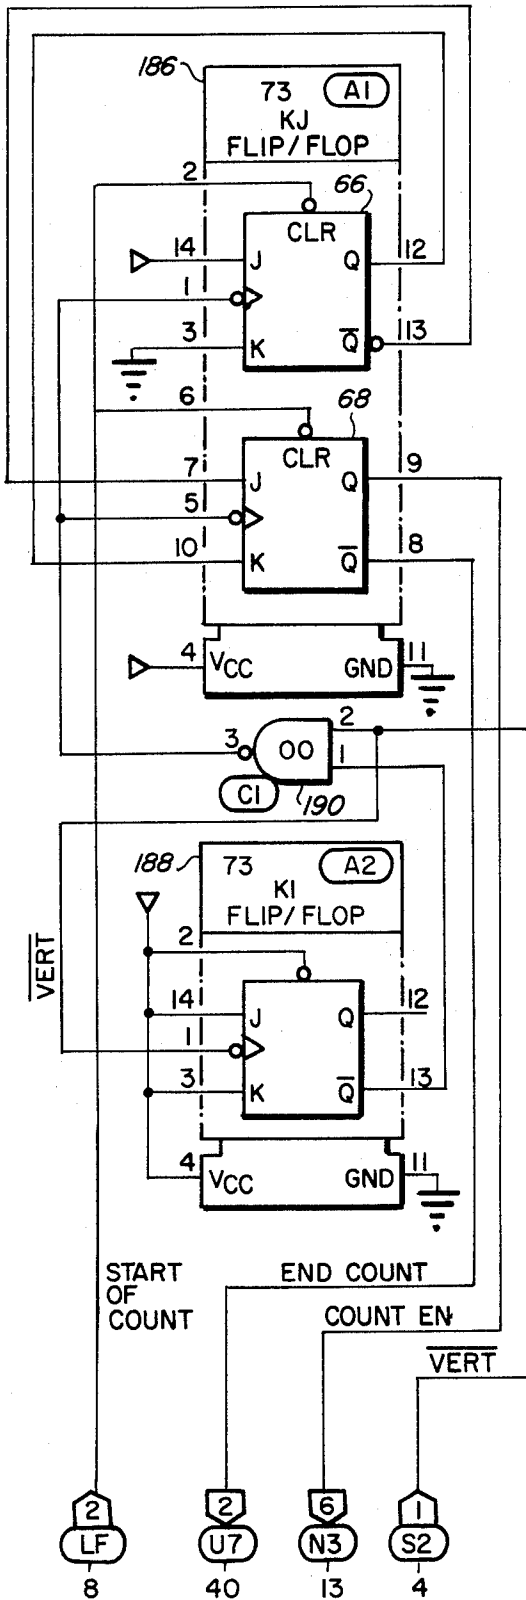 186
73 A1
KJ
FLIP/FLOP
2
66
CLR
14 J Q 12
1
3 K Q̅ 13
6
68
CLR
7 J Q 9
5
10 K Q̅ 8
4 VCC GND 11
2
3 00 1
C1 190
188
73 A2
KI
FLIP/FLOP
2
V̅E̅R̅T̅
14 J Q 12
1
3 K Q̅ 13
4 VCC GND 11
START
OF
COUNT
END COUNT
COUNT EN
V̅E̅R̅T̅
2 2 6 1
LF U7 N3 S2
8 40 13 4